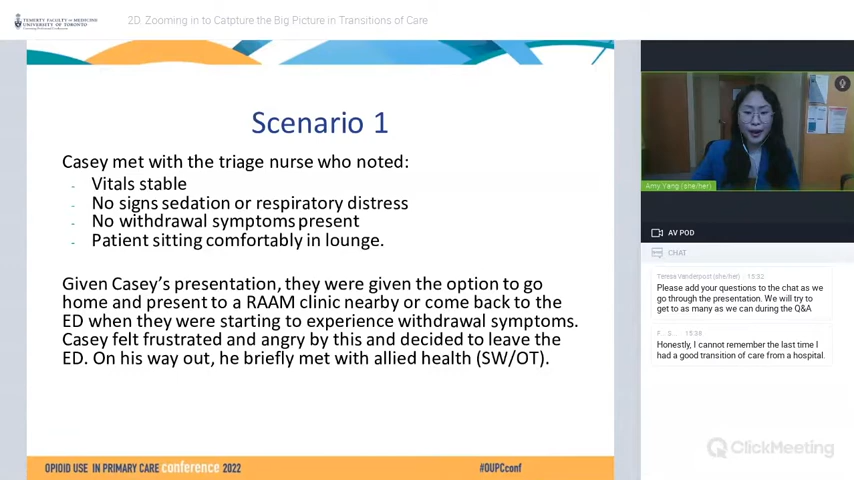 TEMERTY FACULTY OF MEDICINE
UNIVERSITY OF TORONTO
2D. Zooming in to Catpture the Big Picture in Transitions of Care
Scenario 1
Casey met with the triage nurse who noted:
- Vitals stable
- No signs sedation or respiratory distress
- No withdrawal symptoms present
- Patient sitting comfortably in lounge.
Given Casey's presentation, they were given the option to go
home and present to a RAAM clinic nearby or come back to the
ED when they were starting to experience withdrawal symptoms.
Casey felt frustrated and angry by this and decided to leave the
ED. On his way out, he briefly met with allied health (SW/OT).
OPIOID USE IN PRIMARY CARE conference 2022
#OUPCconf
Amy Yang (she/her)
AV POD
CHAT
Teresa Vanderpost (she/her) 15:32
Please add your questions to the chat as we
go through the presentation. We will try to
get to as many as we can during the Q&A
F... S... 15:38
Honestly, I cannot remember the last time I
had a good transition of care from a hospital.
ClickMeeting